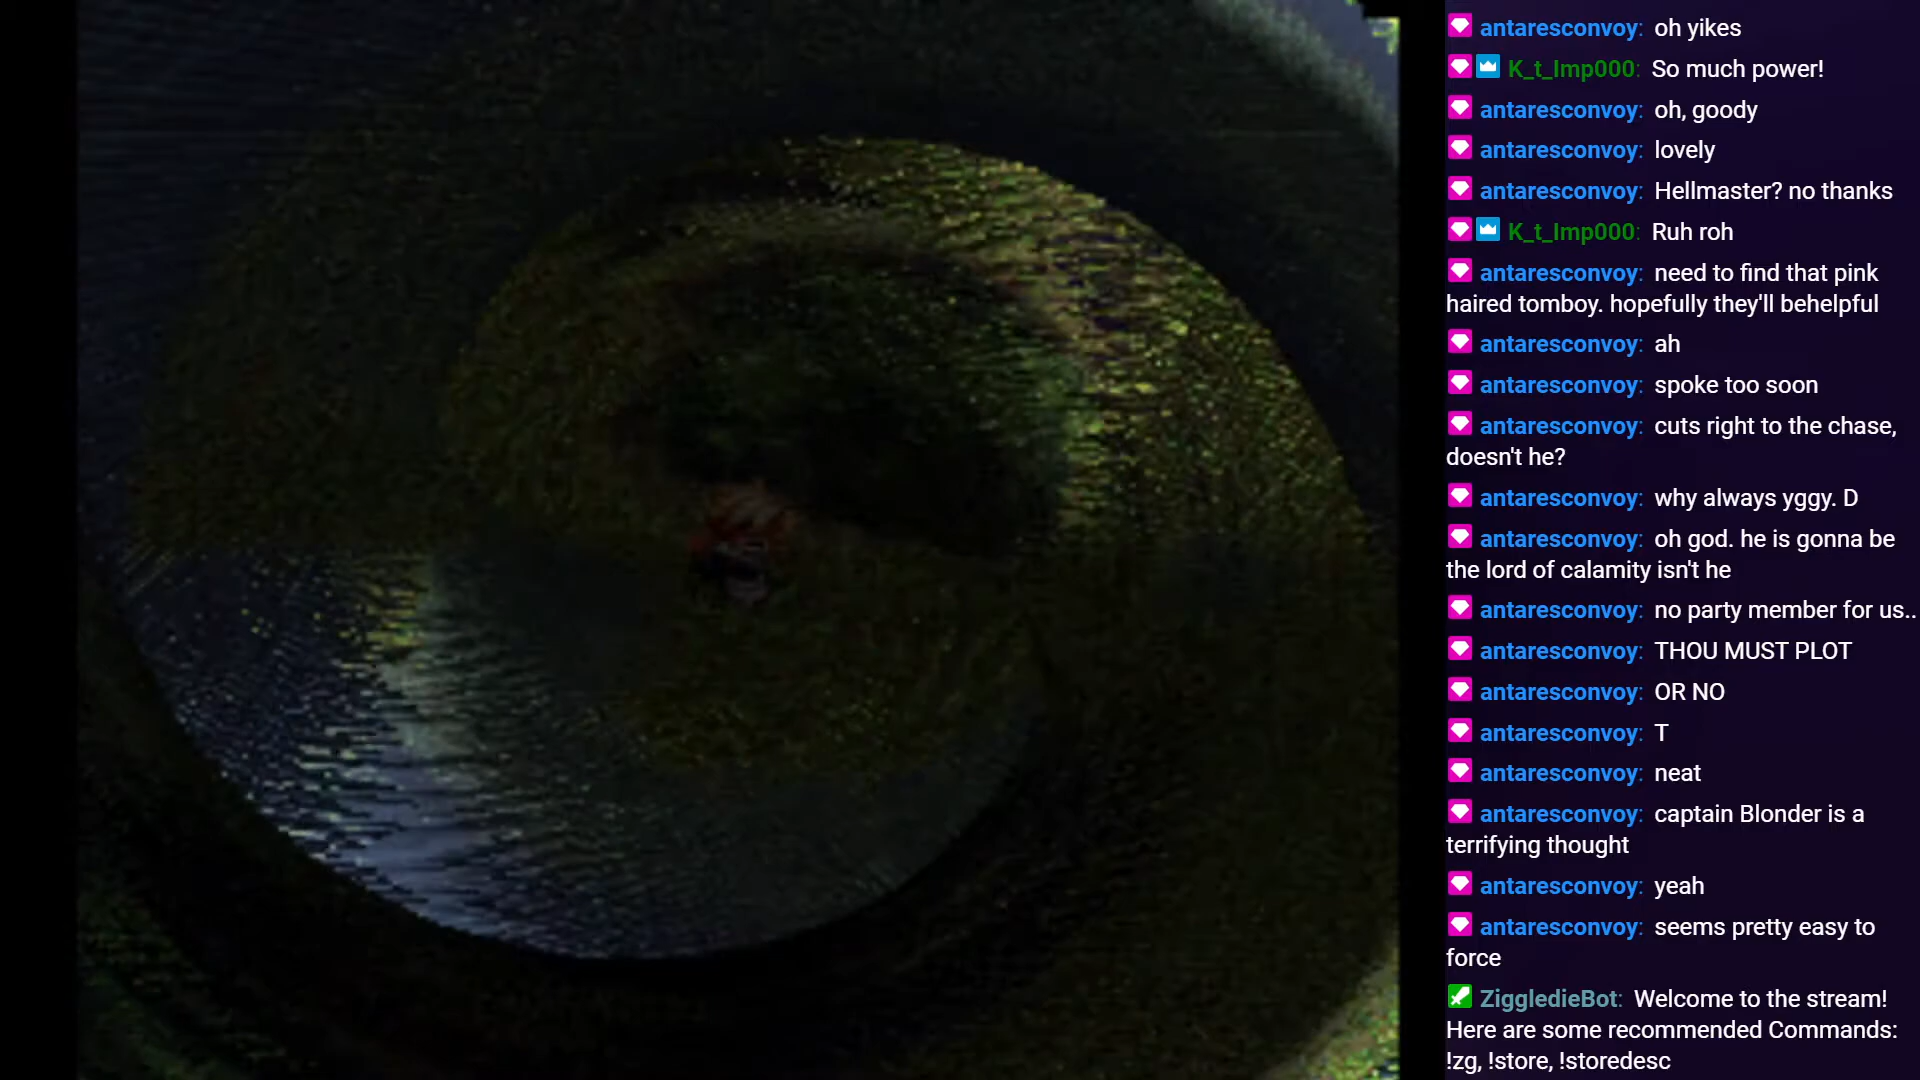 antaresconvoy: oh yikes
K_t_Imp000: So much power!
antaresconvoy: oh, goody
antaresconvoy: lovely
antaresconvoy: Hellmaster? no thanks
K_t_Imp000: Ruh roh
antaresconvoy: need to find that pink
haired tomboy. hopefully they'll behelpful
antaresconvoy: ah
antaresconvoy: spoke too soon
antaresconvoy: cuts right to the chase,
doesn't he?
antaresconvoy: why always yggy. D
antaresconvoy: oh god. he is gonna be
the lord of calamity isn't he
antaresconvoy: no party member for us..
antaresconvoy: THOU MUST PLOT
antaresconvoy: OR NO
antaresconvoy: T
antaresconvoy: neat
antaresconvoy: captain Blonder is a
terrifying thought
antaresconvoy: yeah
antaresconvoy: seems pretty easy to
force
ZiggledieBot: Welcome to the stream!
Here are some recommended Commands:
!zg, !store, !storedesc